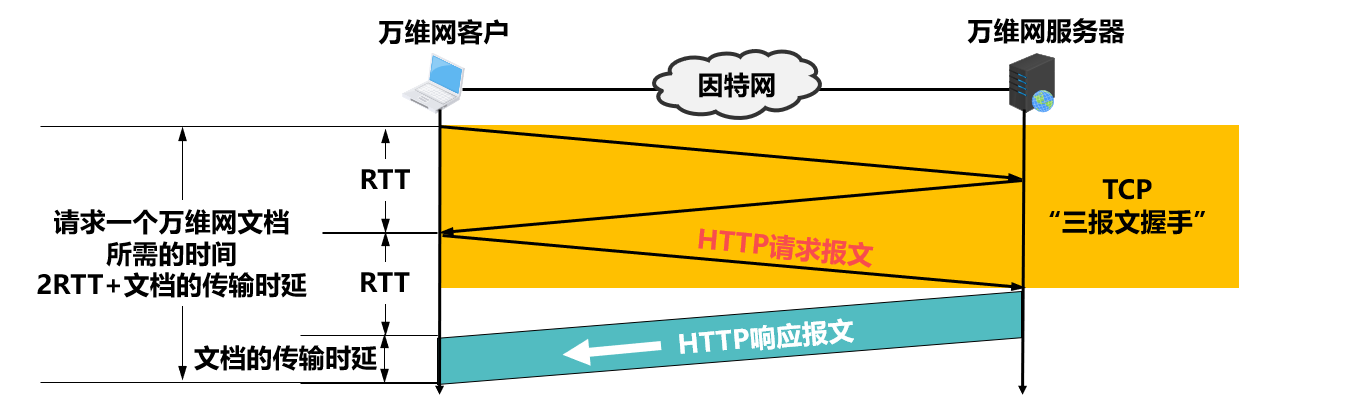 万维网客户
万维网服务器
因特网
RTT
TCP
“三报文握手”
请求一个万维网文档
所需的时间
2RTT+文档的传输时延
HTTP请求报文
RTT
HTTP响应报文
文档的传输时延